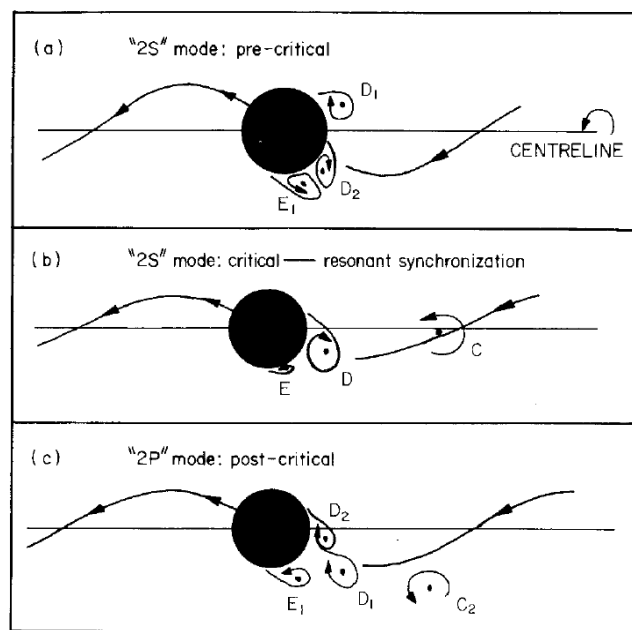 (a) "2S" mode: pre-critical
D1
CENTRELINE
D2
E1
(b) "2S" mode: critical — resonant synchronization
C
D
E
(c) "2P" mode: post-critical
D2
E1
D1
C2